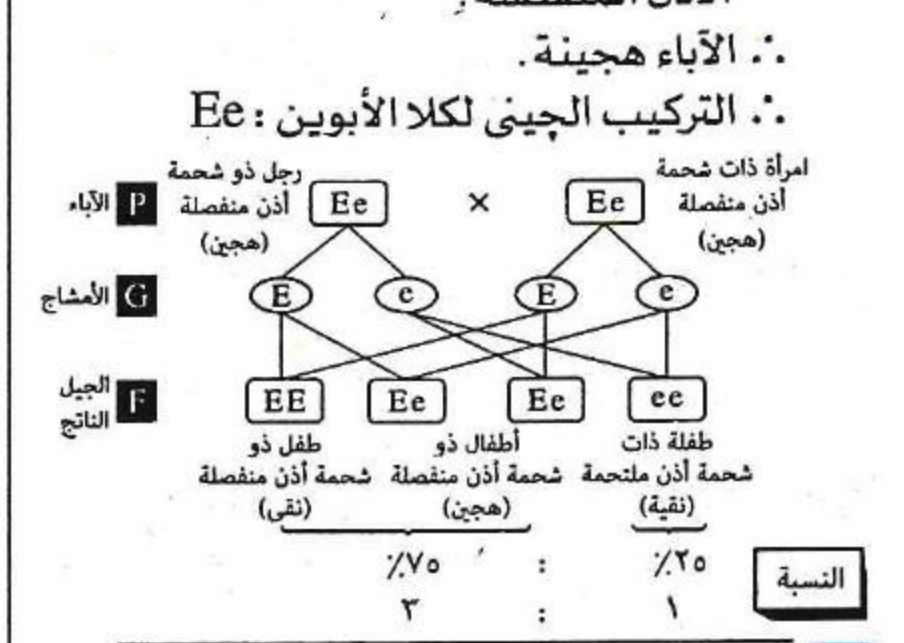 ∴ الآباء هجينة.
∴ التركيب الچينى لكلا الأبوين : Ee
امرأة ذات شحمة
أذن منفصلة
(هجين)
Ee
×
Ee
رجل ذو شحمة
أذن منفصلة
(هجين)
P الآباء
E e E e
G الأمشاج
EE Ee Ee ee
F الجيل
الناتج
طفلة ذات
شحمة أذن ملتحمة
(نقية)
أطفال ذو
شحمة أذن منفصلة
(هجين)
طفل ذو
شحمة أذن منفصلة
(نقى)
النسبة
٪٢٥ : ٪٧٥
١ : ٣